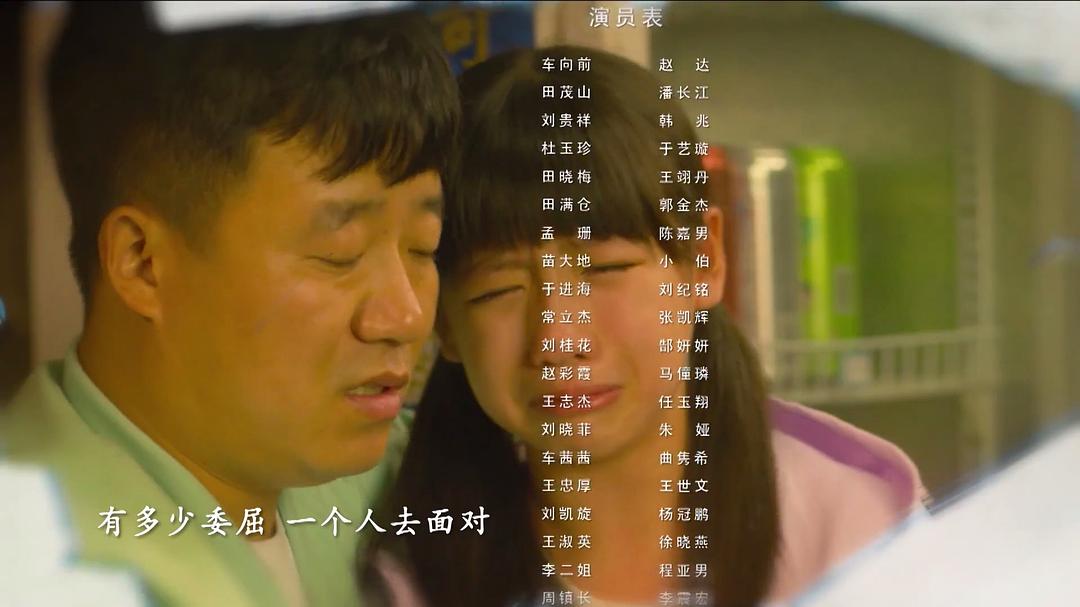 演员表
车向前 赵达
田茂山 潘长江
刘贵祥 韩兆
杜玉珍 于艺璇
田晓梅 王翊丹
田满仓 郭金杰
孟珊 陈嘉男
苗大地 小伯
于进海 刘纪铭
常立杰 张凯辉
刘桂花 郜妍妍
赵彩霞 马僮璘
王志杰 任玉翔
刘晓菲 朱娅
车茜茜 曲隽希
王忠厚 王世文
刘凯旋 杨冠鹏
王淑英 徐晓燕
李二姐 程亚男
周镇长 李震宏
有多少委屈 一个人去面对